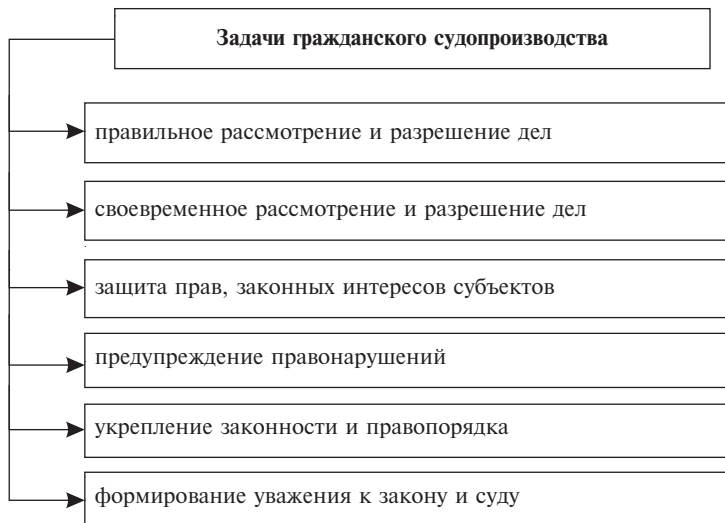 Задачи гражданского судопроизводства
правильное рассмотрение и разрешение дел
своевременное рассмотрение и разрешение дел
защита прав, законных интересов субъектов
предупреждение правонарушений
укрепление законности и правопорядка
формирование уважения к закону и суду